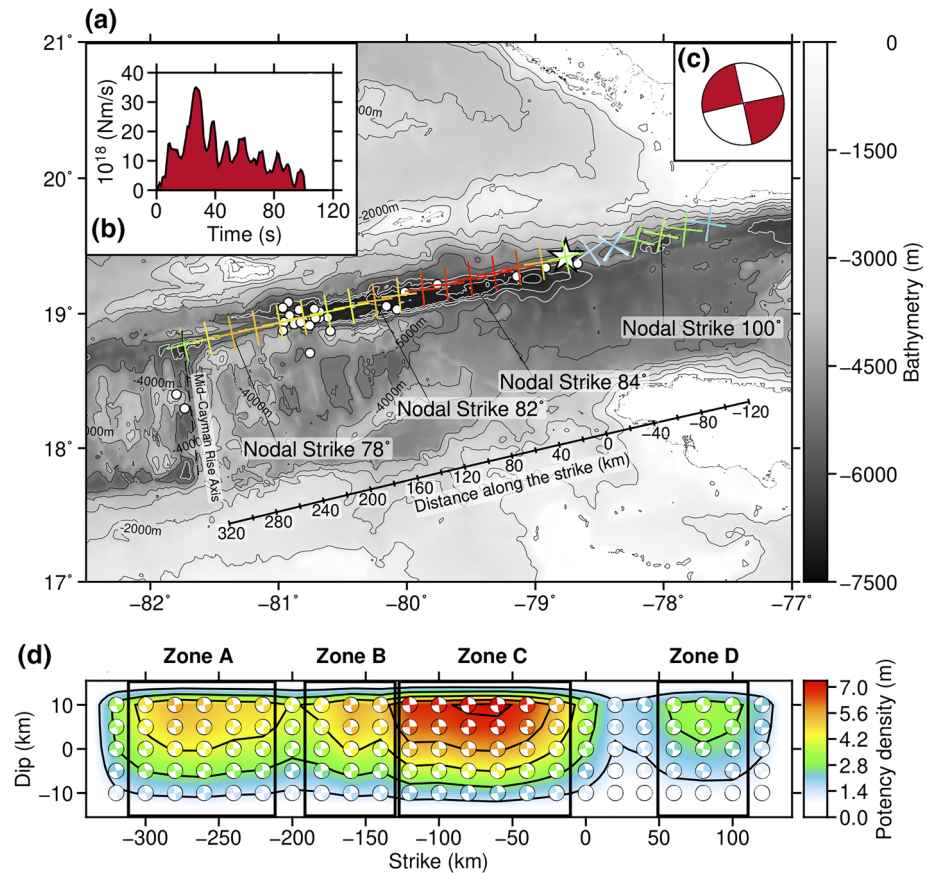 (a)
21°
20°
19°
18°
17°
−82
−81
−80
−79
−78
−77
40
30
20
10
0
10¹⁸ (Nm/s)
0
40
80
120
Time (s)
(b)
(c)
−2000m
Nodal Strike 100°
5000m
Nodal Strike 84°
−4000m
−4000m
−4000m
Nodal Strike 82°
Mid−Cayman Rise Axis
Nodal Strike 78°
−2000m
320
280
240
200
160
120
80
40
0
−40
−80
−120
Distance along the strike (km)
0
−1500
−3000
−4500
−6000
−7500
Bathymetry (m)
(d)
Zone A
Zone B
Zone C
Zone D
10
0
−10
Dip (km)
−300
−250
−200
−150
−100
−50
0
50
100
Strike (km)
7.0
5.6
4.2
2.8
1.4
0.0
Potency density (m)